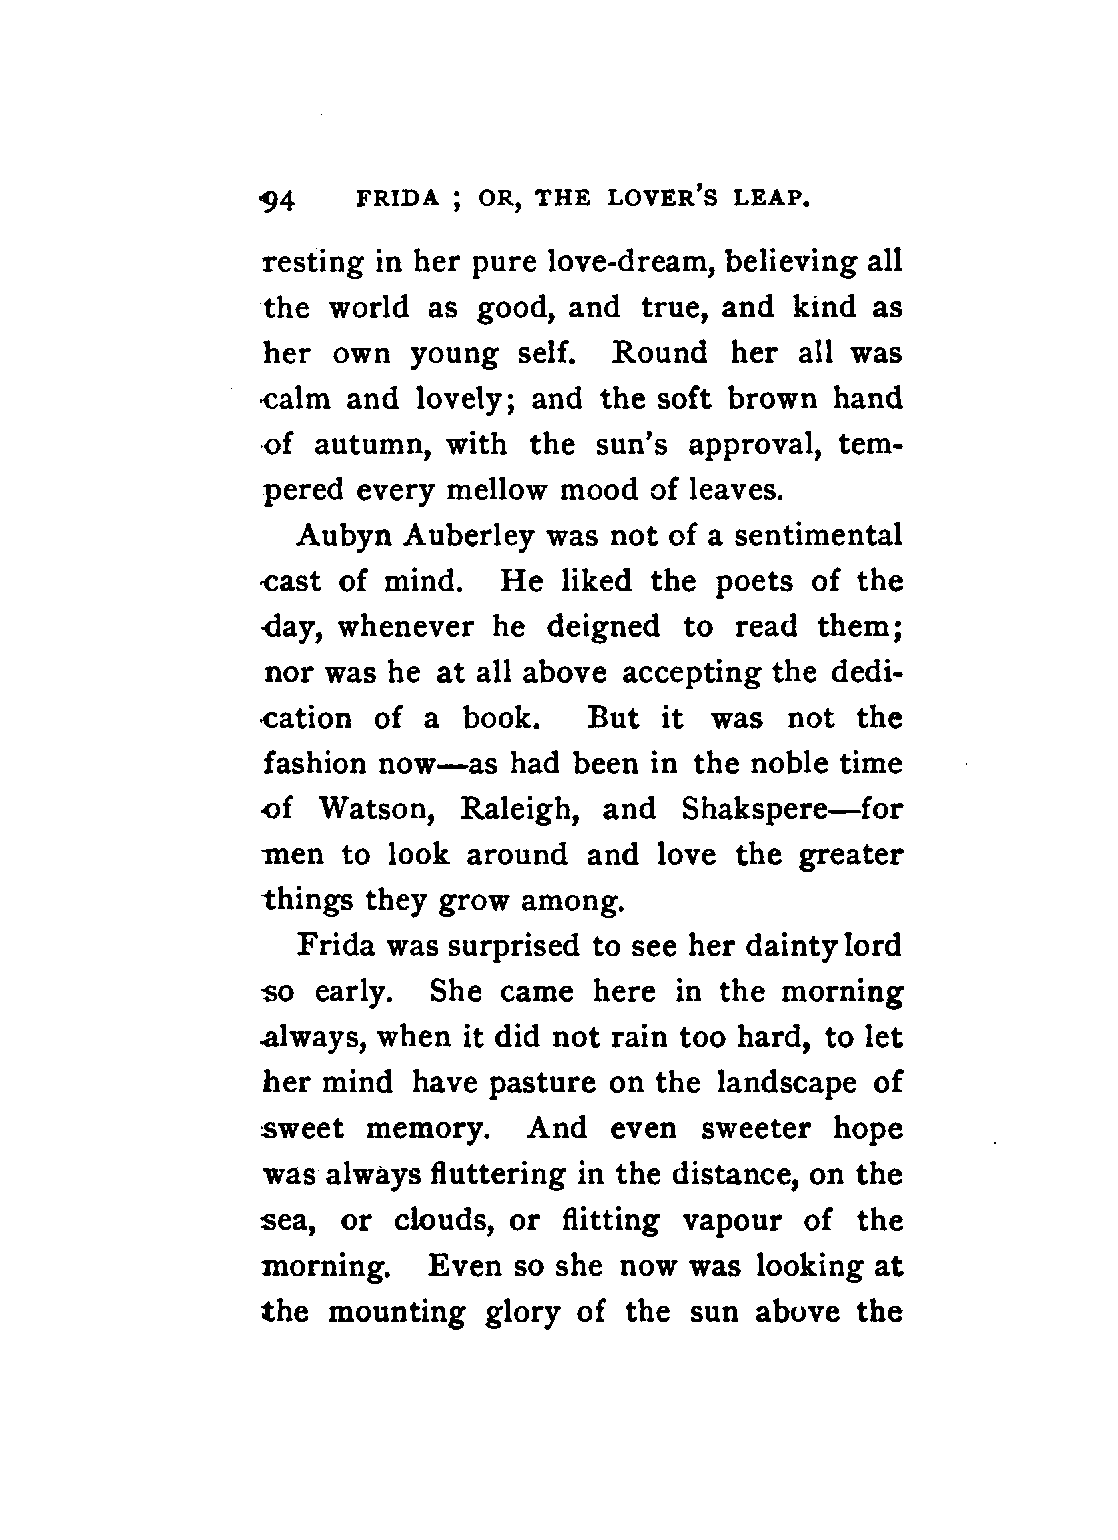 94 FRIDA ; OR, THE LOVER'S LEAP.
resting in her pure love-dream, believing all
the world as good, and true, and kind as
her own young self. Round her all was
calm and lovely; and the soft brown hand
of autumn, with the sun's approval, tem-
pered every mellow mood of leaves.
Aubyn Auberley was not of a sentimental
cast of mind. He liked the poets of the
day, whenever he deigned to read them;
nor was he at all above accepting the dedi-
cation of a book. But it was not the
fashion now—as had been in the noble time
of Watson, Raleigh, and Shakspere—for
men to look around and love the greater
things they grow among.
Frida was surprised to see her dainty lord
so early. She came here in the morning
always, when it did not rain too hard, to let
her mind have pasture on the landscape of
sweet memory. And even sweeter hope
was always fluttering in the distance, on the
sea, or clouds, or flitting vapour of the
morning. Even so she now was looking at
the mounting glory of the sun above the